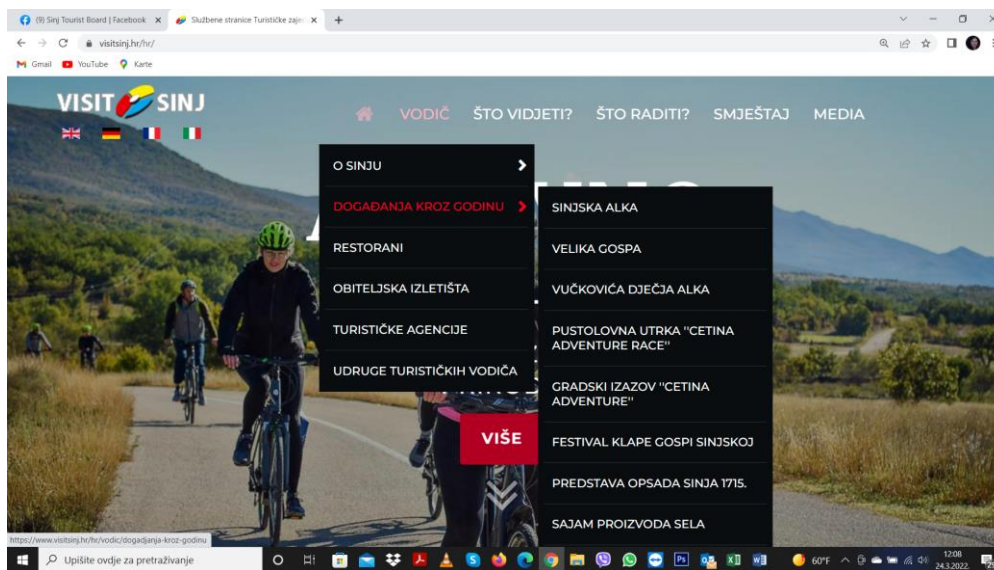 (9) Sinj Tourist Board | Facebook
Službene stranice Turističke zaje
visitsinj.hr/hr/
Gmail
YouTube
Karte
VISIT SINJ
VODIČ
ŠTO VIDJETI?
ŠTO RADITI?
SMJEŠTAJ
MEDIA
O SINJU
DOGAĐANJA KROZ GODINU
SINJSKA ALKA
RESTORANI
VELIKA GOSPA
OBITELJSKA IZLETIŠTA
VUČKOVIĆA DJEČJA ALKA
TURISTIČKE AGENCIJE
PUSTOLOVNA UTRKA "CETINA
ADVENTURE RACE"
UDRUGE TURISTIČKIH VODIČA
GRADSKI IZAZOV "CETINA
ADVENTURE"
VIŠE
FESTIVAL KLAPE GOSPI SINJSKOJ
PREDSTAVA OPSADA SINJA 1715.
SAJAM PROIZVODA SELA
https://www.visitsinj.hr/hr/vodic/dogadjanja-kroz-godinu
Upišite ovdje za pretraživanje
60°F
12:08
24.3.2022.